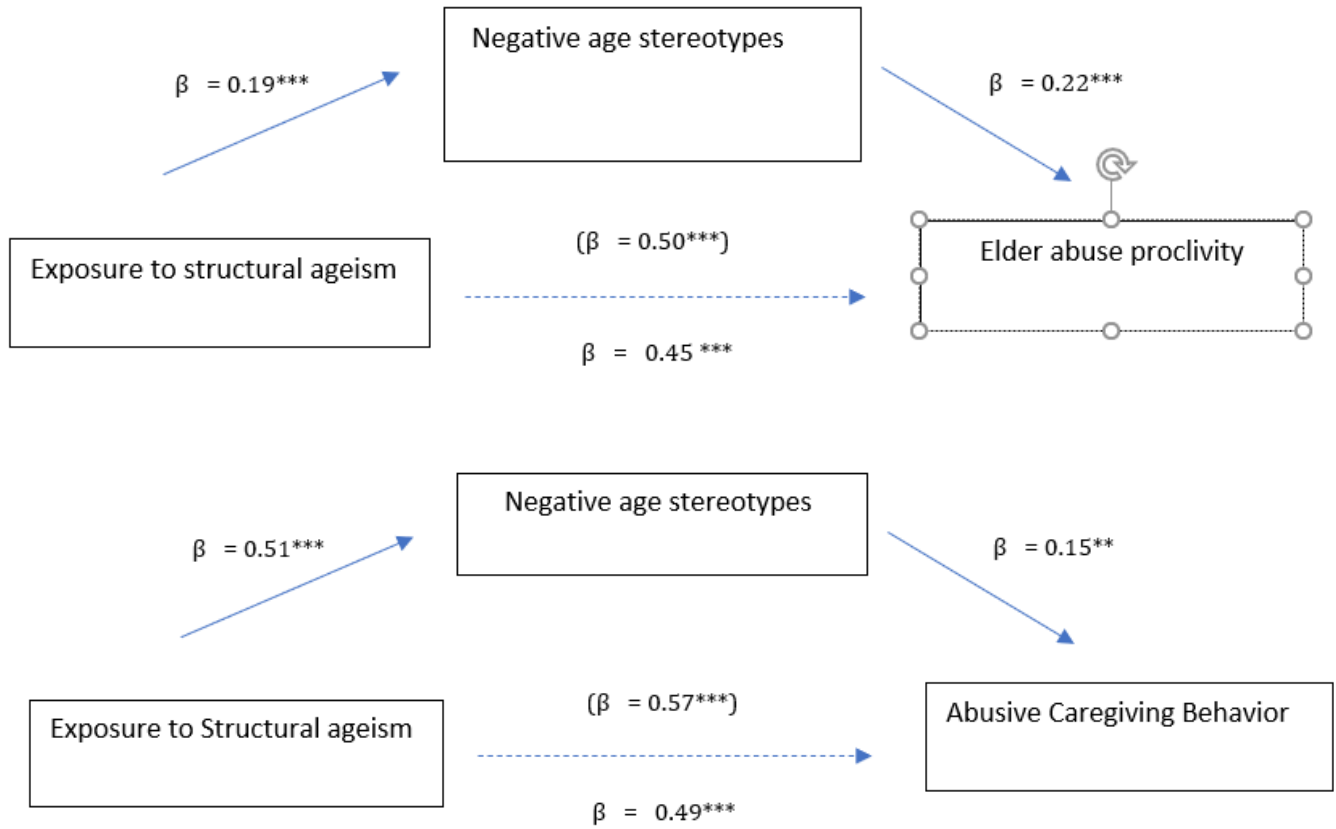 Negative age stereotypes
β = 0.19***
β = 0.22***
Exposure to structural ageism
(β = 0.50***)
Elder abuse proclivity
β = 0.45 ***
Negative age stereotypes
β = 0.51***
β = 0.15**
Exposure to Structural ageism
(β = 0.57***)
Abusive Caregiving Behavior
β = 0.49***